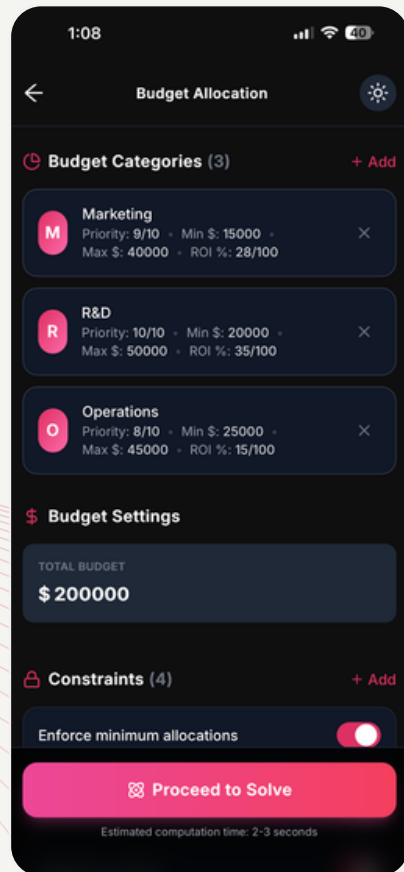 1:08
40
Budget Allocation
Budget Categories (3)
+ Add
M
Marketing
Priority: 9/10 • Min $: 15000 •
Max $: 40000 • ROI %: 28/100
R
R&D
Priority: 10/10 • Min $: 20000 •
Max $: 50000 • ROI %: 35/100
O
Operations
Priority: 8/10 • Min $: 25000 •
Max $: 45000 • ROI %: 15/100
$ Budget Settings
TOTAL BUDGET
$ 200000
Constraints (4)
+ Add
Enforce minimum allocations
Proceed to Solve
Estimated computation time: 2-3 seconds